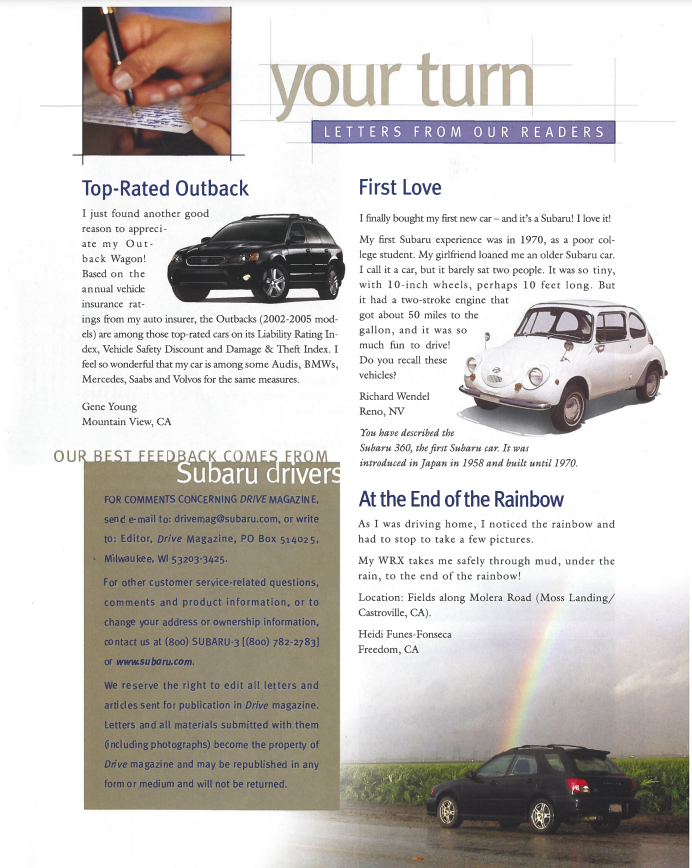 your turn
LETTERS FROM OUR READERS
Top-Rated Outback
I just found another good
reason to appreci-
ate my Out-
back Wagon!
Based on the
annual vehicle
insurance rat-
ings from my auto insurer, the Outbacks (2002-2005 mod-
els) are among those top-rated cars on its Liability Rating In-
dex, Vehicle Safety Discount and Damage & Theft Index. I
feel so wonderful that my car is among some Audis, BMWs,
Mercedes, Saabs and Volvos for the same measures.
Gene Young
Mountain View, CA
OUR BEST FEEDBACK COMES FROM
Subaru drivers
FOR COMMENTS CONCERNING DRIVE MAGAZINE,
send e-mail to: drivemag@subaru.com, or write
to: Editor, Drive Magazine, PO Box 514025,
Milwaukee, WI 53203-3425.
For other customer service-related questions,
comments and product information, or to
change your address or ownership information,
contact us at (800) SUBARU-3 [(800) 782-2783]
or www.subaru.com.
We reserve the right to edit all letters and
articles sent for publication in Drive magazine.
Letters and all materials submitted with them
(including photographs) become the property of
Drive magazine and may be republished in any
form or medium and will not be returned.
First Love
I finally bought my first new car – and it's a Subaru! I love it!
My first Subaru experience was in 1970, as a poor col-
lege student. My girlfriend loaned me an older Subaru car.
I call it a car, but it barely sat two people. It was so tiny,
with 10-inch wheels, perhaps 10 feet long. But
it had a two-stroke engine that
got about 50 miles to the
gallon, and it was so
much fun to drive!
Do you recall these
vehicles?
Richard Wendel
Reno, NV
You have described the
Subaru 360, the first Subaru car. It was
introduced in Japan in 1958 and built until 1970.
At the End of the Rainbow
As I was driving home, I noticed the rainbow and
had to stop to take a few pictures.
My WRX takes me safely through mud, under the
rain, to the end of the rainbow!
Location: Fields along Molera Road (Moss Landing/
Castroville, CA).
Heidi Funes-Fonseca
Freedom, CA